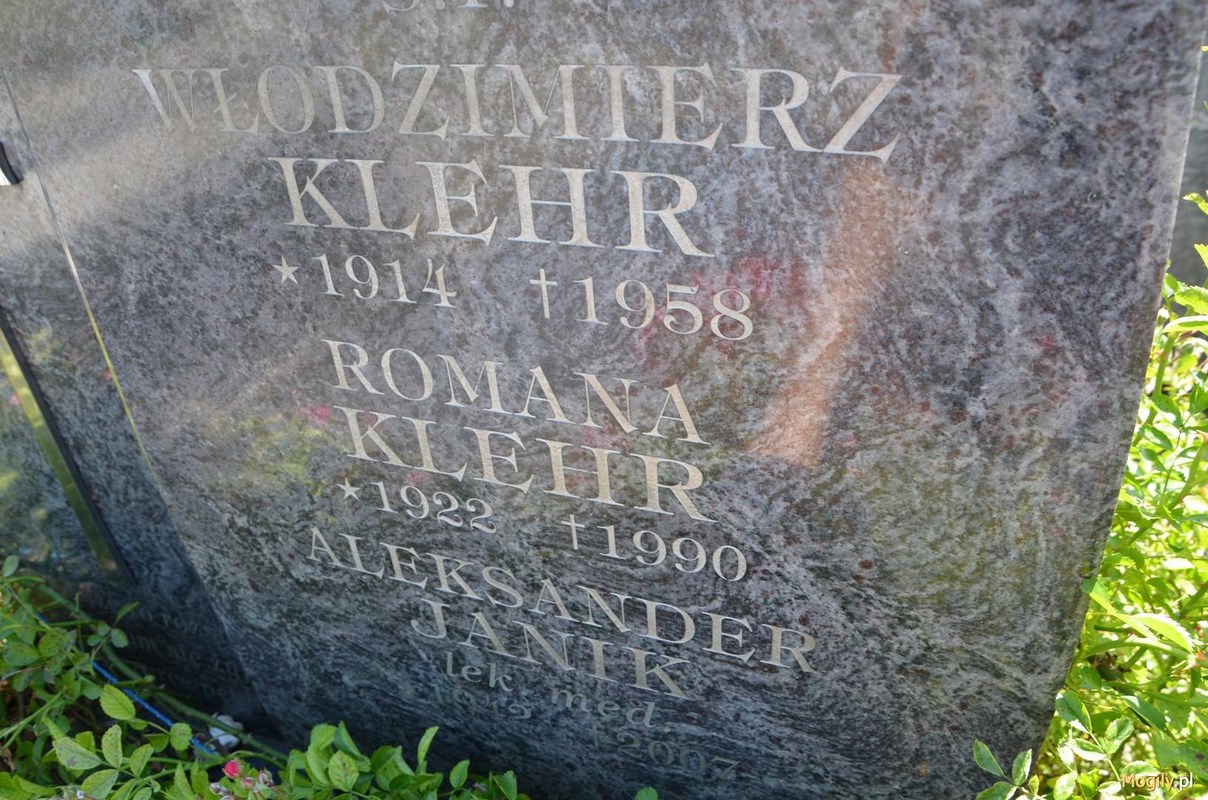 Ś.P.
WŁODZIMIERZ
KLEHR
★1914 †1958
ROMANA
KLEHR
★1922 †1990
ALEKSANDER
JANIK
lek. med
Mogily.pl